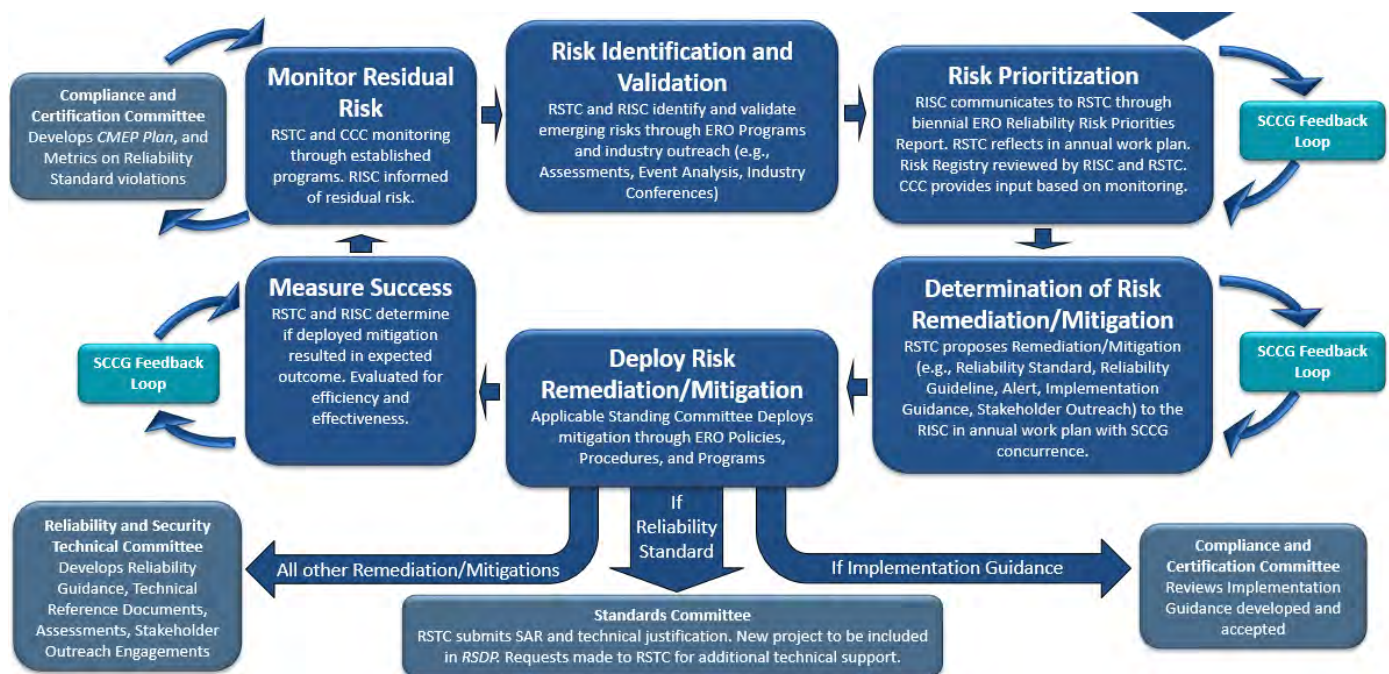 Compliance and
Certification Committee
Develops CMEP Plan, and
Metrics on Reliability
Standard violations
Monitor Residual
Risk
RSTC and CCC monitoring
through established
programs. RISC informed
of residual risk.
Risk Identification and
Validation
RSTC and RISC identify and validate
emerging risks through ERO Programs
and industry outreach (e.g.,
Assessments, Event Analysis, Industry
Conferences)
Risk Prioritization
RISC communicates to RSTC through
biennial ERO Reliability Risk Priorities
Report. RSTC reflects in annual work plan.
Risk Registry reviewed by RISC and RSTC.
CCC provides input based on monitoring.
SCCG Feedback
Loop
SCCG Feedback
Loop
Measure Success
RSTC and RISC determine
if deployed mitigation
resulted in expected
outcome. Evaluated for
efficiency and
effectiveness.
Deploy Risk
Remediation/Mitigation
Applicable Standing Committee Deploys
mitigation through ERO Policies,
Procedures, and Programs
Determination of Risk
Remediation/Mitigation
RSTC proposes Remediation/Mitigation
(e.g., Reliability Standard, Reliability
Guideline, Alert, Implementation
Guidance, Stakeholder Outreach) to the
RISC in annual work plan with SCCG
concurrence.
SCCG Feedback
Loop
Reliability and Security
Technical Committee
Develops Reliability
Guidance, Technical
Reference Documents,
Assessments, Stakeholder
Outreach Engagements
All other Remediation/Mitigations
If
Reliability
Standard
If Implementation Guidance
Compliance and
Certification Committee
Reviews Implementation
Guidance developed and
accepted
Standards Committee
RSTC submits SAR and technical justification. New project to be included
in RSDP. Requests made to RSTC for additional technical support.